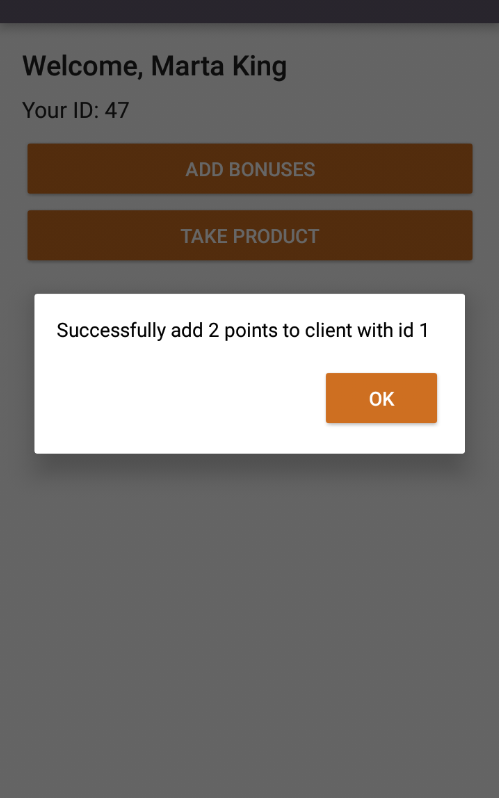 Welcome, Marta King
Your ID: 47
ADD BONUSES
TAKE PRODUCT
Successfully add 2 points to client with id 1
OK